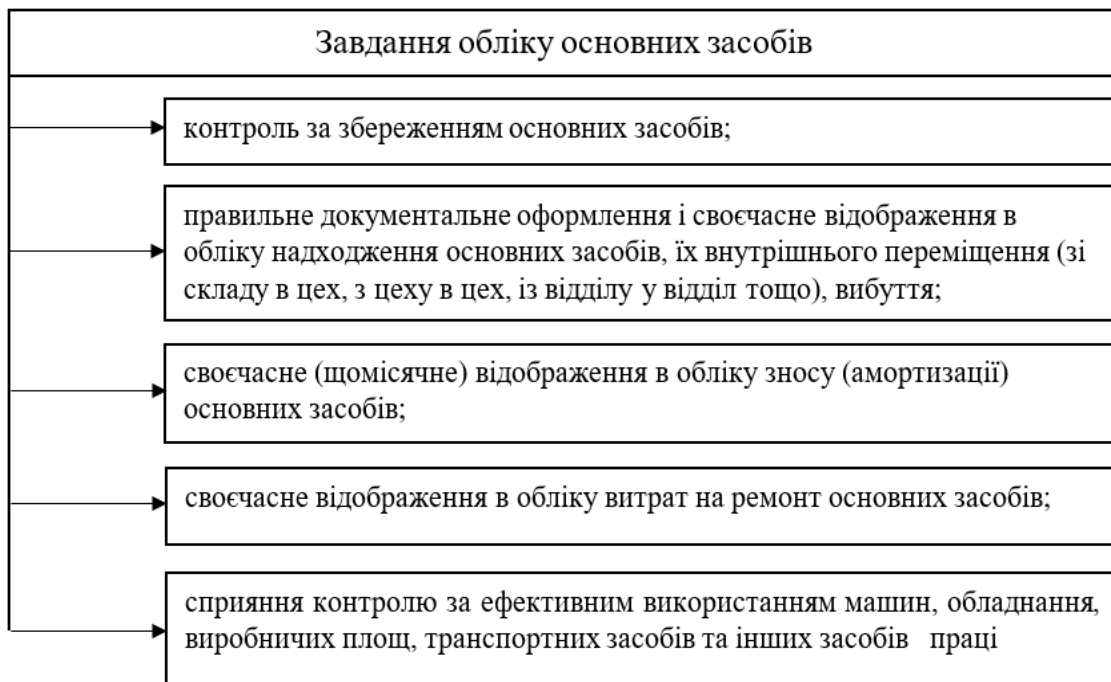 Завдання обліку основних засобів
контроль за збереженням основних засобів;
правильне документальне оформлення і своєчасне відображення в
обліку надходження основних засобів, їх внутрішнього переміщення (зі
складу в цех, з цеху в цех, із відділу у відділ тощо), вибуття;
своєчасне (щомісячне) відображення в обліку зносу (амортизації)
основних засобів;
своєчасне відображення в обліку витрат на ремонт основних засобів;
сприяння контролю за ефективним використанням машин, обладнання,
виробничих площ, транспортних засобів та інших засобів праці